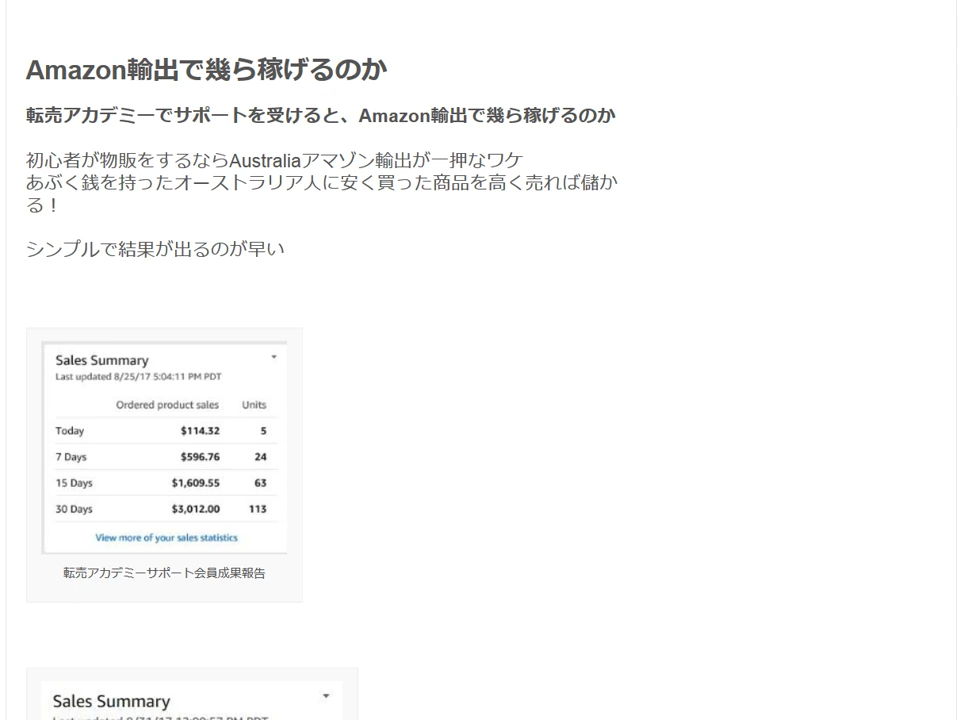 Amazon輸出で幾ら稼げるのか
転売アカデミーでサポートを受けると、Amazon輸出で幾ら稼げるのか
初心者が物販をするならAustraliaアマゾン輸出が一押なワケ
あぶく銭を持ったオーストラリア人に安く買った商品を高く売れば儲か
る！
シンプルで結果が出るのが早い
Sales Summary
Last updated 8/25/17 5:04:11 PM PDT
Ordered product sales Units
Today $114.32 5
7 Days $596.76 24
15 Days $1,609.55 63
30 Days $3,012.00 113
View more of your sales statistics
転売アカデミーサポート会員成果報告
Sales Summary
Last updated 8/31/17 12:00:57 PM PDT